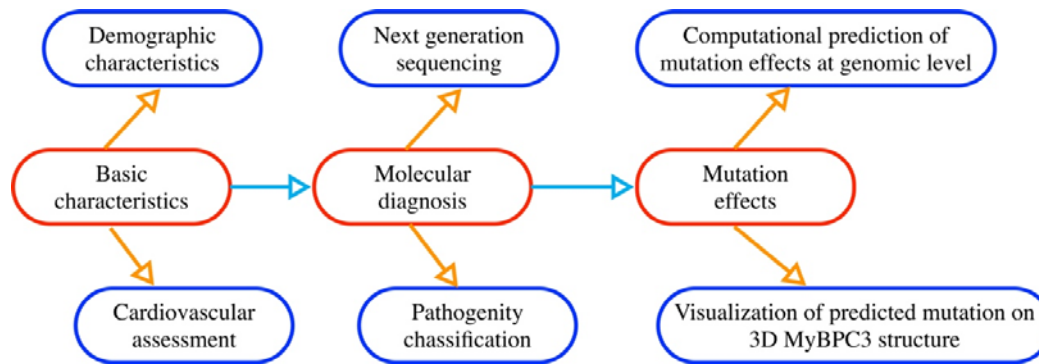 Demographic
characteristics
Next generation
sequencing
Computational prediction of
mutation effects at genomic level
Basic
characteristics
Molecular
diagnosis
Mutation
effects
Cardiovascular
assessment
Pathogenity
chassification
Visualization of predicted mutation on
3D MyBPC3 structure